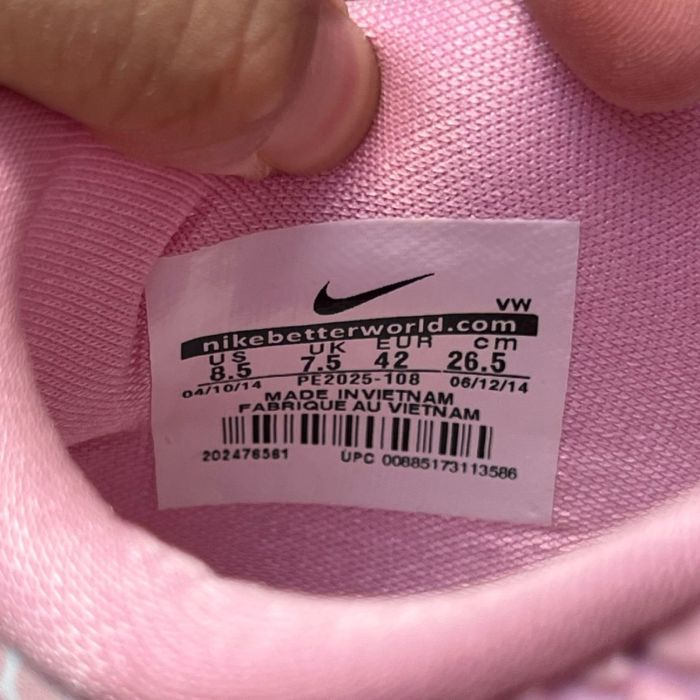 VW
nikebetterworld.com
US UK EUR cm
8.5 7.5 42 26.5
04/10/14 PE2025-108 06/12/14
MADE IN VIETNAM
FABRIQUE AU VIETNAM
202476561 UPC 00885173113586